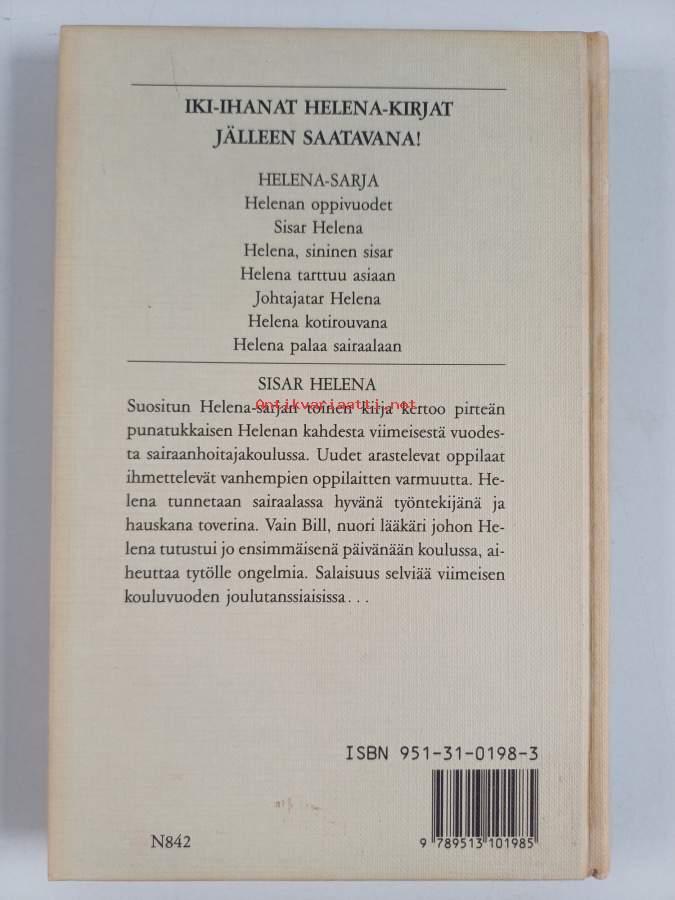 IKI-IHANAT HELENA-KIRJAT
JÄLLEEN SAATAVANA!
HELENA-SARJA
Helenan oppivuodet
Sisar Helena
Helena, sininen sisar
Helena tarttuu asiaan
Johtajatar Helena
Helena kotirouvana
Helena palaa sairaalaan
SISAR HELENA
Antikvariaatti.net
Suositun Helena-sarjan toinen kirja kertoo pirteän
punatukkaisen Helenan kahdesta viimeisestä vuodes-
ta sairaanhoitajakoulussa. Uudet arastelevat oppilaat
ihmettelevät vanhempien oppilaitten varmuutta. He-
lena tunnetaan sairaalassa hyvänä työntekijänä ja
hauskana toverina. Vain Bill, nuori lääkäri johon He-
lena tutustui jo ensimmäisenä päivänään koulussa, ai-
heuttaa tytölle ongelmia. Salaisuus selviää viimeisen
kouluvuoden joulutanssiaisissa...
ISBN 951-31-0198-3
N842
9 789513 101985